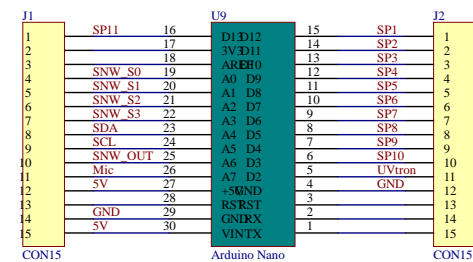 J1 U9 J2
1 SP11 16 D13 D12 15 SP1 1
2 17 3V3 D11 14 SP2 2
3 18 AREF D10 13 SP3 3
4 SNW_S0 19 A0 D9 12 SP4 4
5 SNW_S1 20 A1 D8 11 SP5 5
6 SNW_S2 21 A2 D7 10 SP6 6
7 SNW_S3 22 A3 D6 9 SP7 7
8 SDA 23 A4 D5 8 SP8 8
9 SCL 24 A5 D4 7 SP9 9
10 SNW_OUT 25 A6 D3 6 SP10 10
11 Mic 26 A7 D2 5 UVtron 11
12 5V 27 +5V GND 4 GND 12
13 28 RST RST 3 13
14 GND 29 GND RX 2 14
15 5V 30 VIN TX 1 15
CON15 Arduino Nano CON15